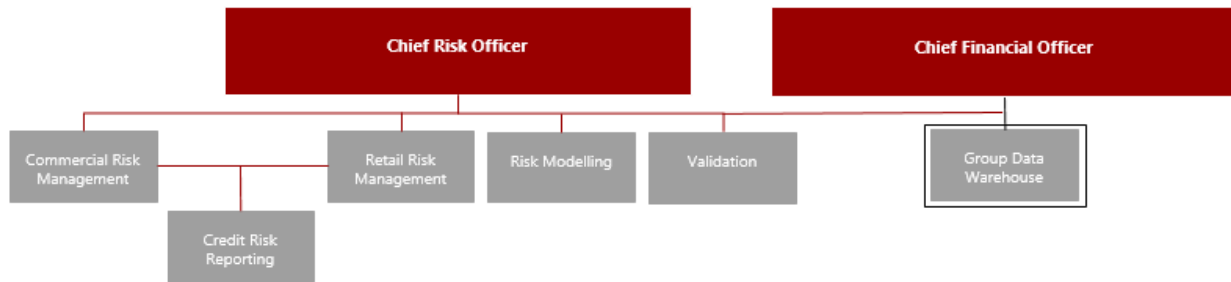 Chief Risk Officer
Chief Financial Officer
Commercial Risk
Management
Retail Risk
Management
Risk Modelling
Validation
Group Data
Warehouse
Credit Risk
Reporting